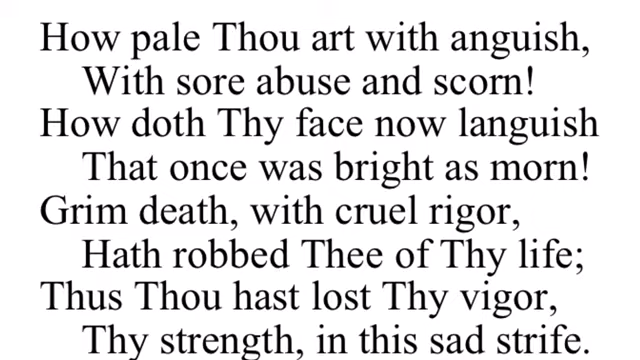 How pale Thou art with anguish,
With sore abuse and scorn!
How doth Thy face now languish
That once was bright as morn!
Grim death, with cruel rigor,
Hath robbed Thee of Thy life;
Thus Thou hast lost Thy vigor,
Thy strength, in this sad strife.